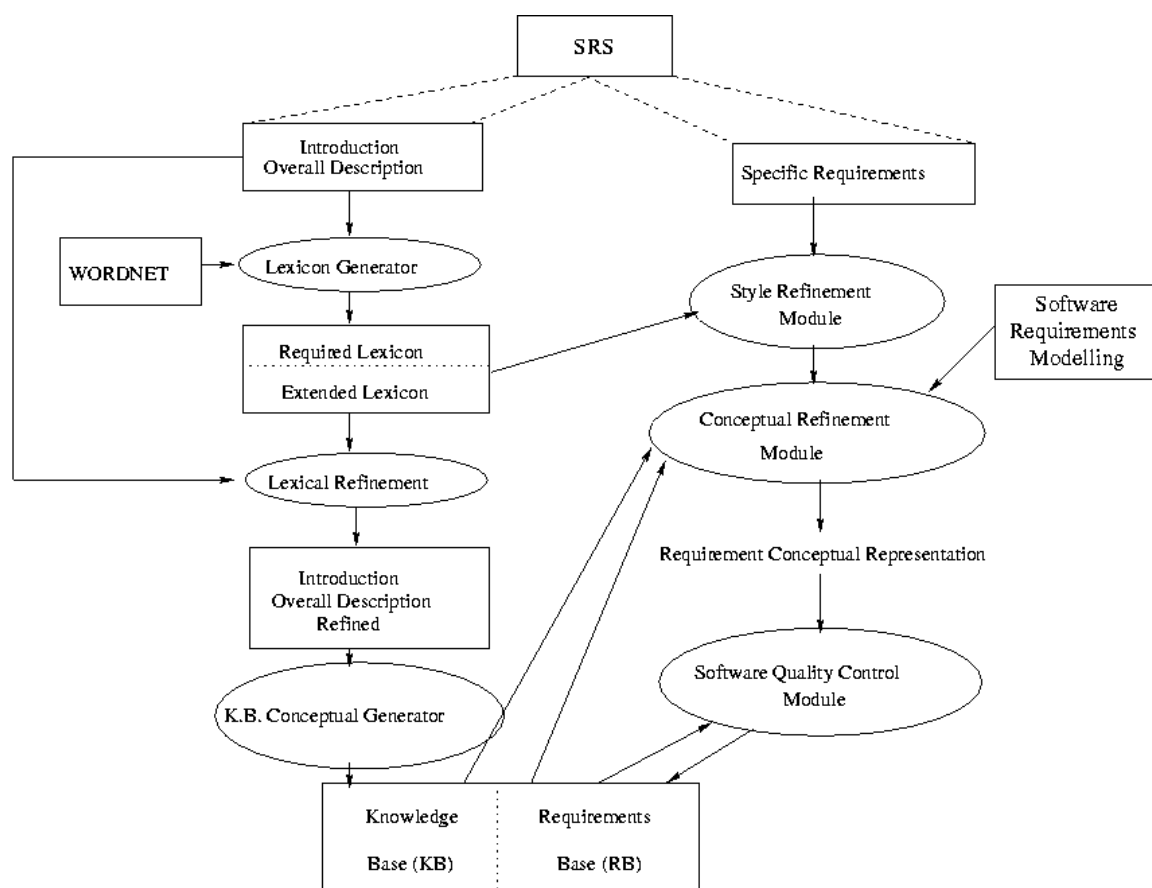 SRS
Introduction
Overall Description
Specific Requirements
WORDNET
Lexicon Generator
Style Refinement
Module
Software
Requirements
Modelling
Required Lexicon
Extended Lexicon
Conceptual Refinement
Module
Lexical Refinement
Requirement Conceptual Representation
Introduction
Overall Description
Refined
Software Quality Control
Module
K.B. Conceptual Generator
Knowledge
Base (KB)
Requirements
Base (RB)